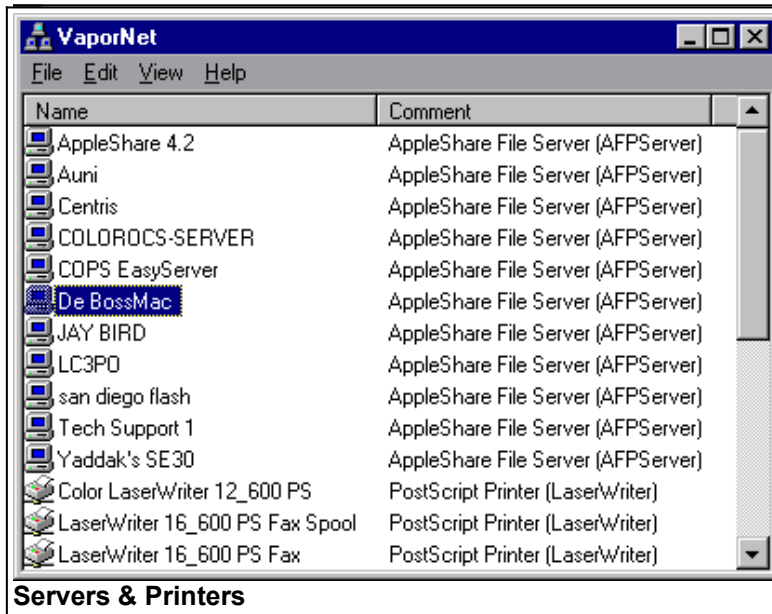 VaporNet
File Edit View Help
Name Comment
AppleShare 4.2 AppleShare File Server (AFPServer)
Auni AppleShare File Server (AFPServer)
Centris AppleShare File Server (AFPServer)
COLOROCS-SERVER AppleShare File Server (AFPServer)
COPS EasyServer AppleShare File Server (AFPServer)
De BossMac AppleShare File Server (AFPServer)
JAY BIRD AppleShare File Server (AFPServer)
LC3PO AppleShare File Server (AFPServer)
san diego flash AppleShare File Server (AFPServer)
Tech Support 1 AppleShare File Server (AFPServer)
Yaddak's SE30 AppleShare File Server (AFPServer)
Color LaserWriter 12_600 PS PostScript Printer (LaserWriter)
LaserWriter 16_600 PS Fax Spool PostScript Printer (LaserWriter)
LaserWriter 16_600 PS Fax PostScript Printer (LaserWriter)
Servers & Printers